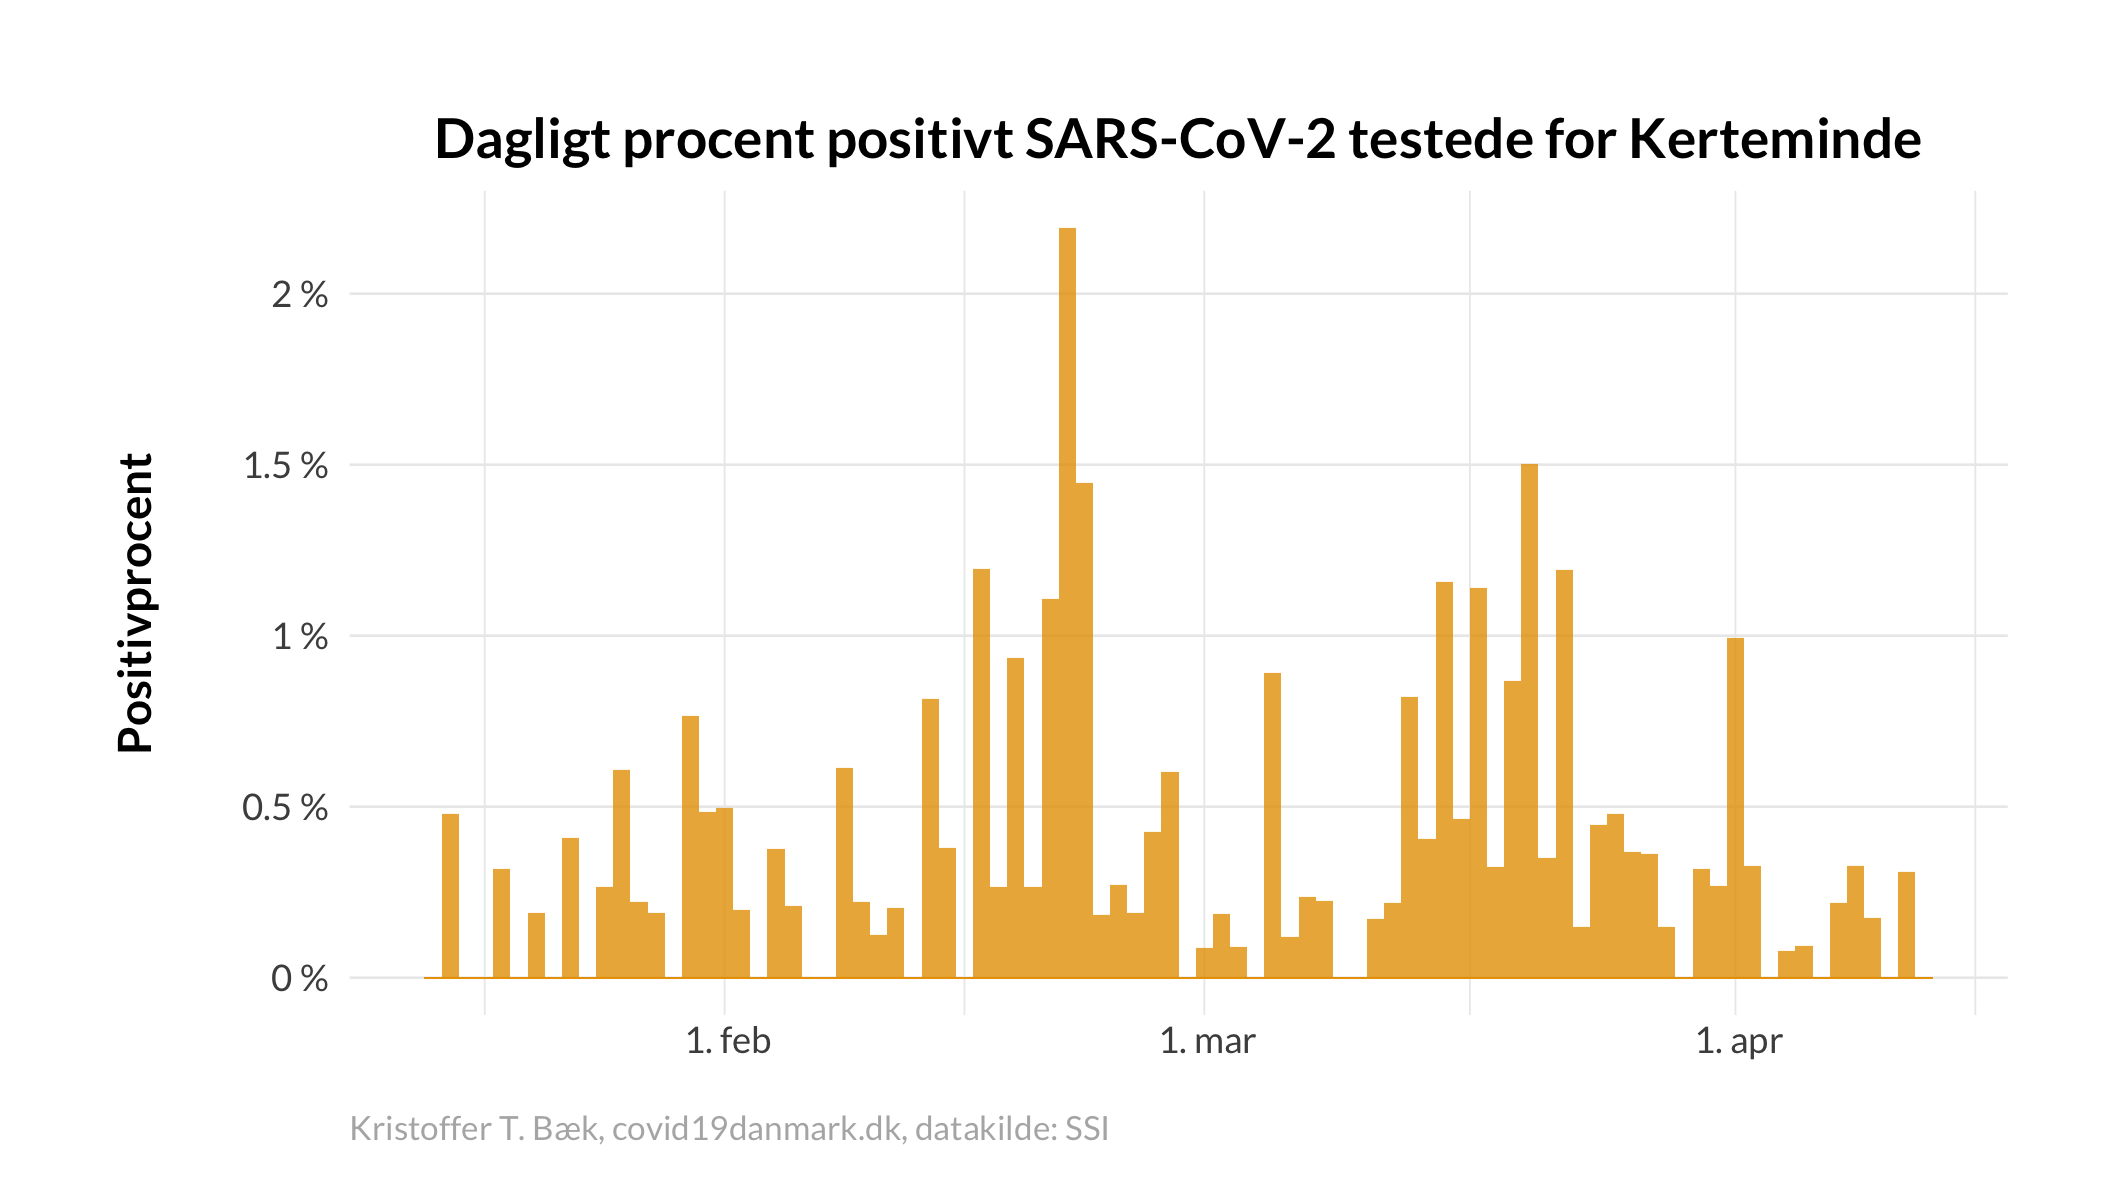 Dagligt procent positivt SARS-CoV-2 testede for Kerteminde
Positivprocent
2 %
1.5 %
1 %
0.5 %
0 %
1. feb
1. mar
1. apr
Kristoffer T. Bæk, covid19danmark.dk, datakilde: SSI